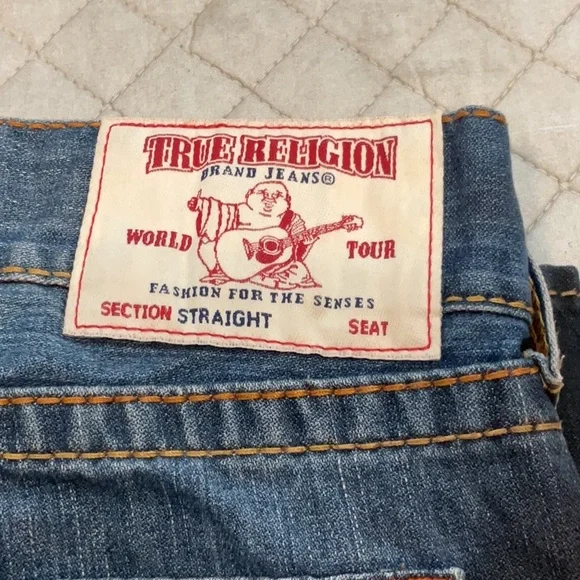 TRUE RELIGION
BRAND JEANS®
WORLD TOUR
FASHION FOR THE SENSES
SECTION STRAIGHT SEAT